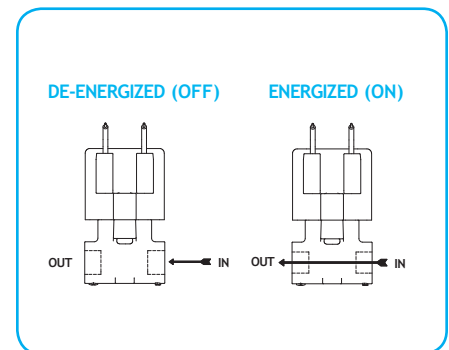 DE-ENERGIZED (OFF)
ENERGIZED (ON)
OUT
IN
OUT
IN